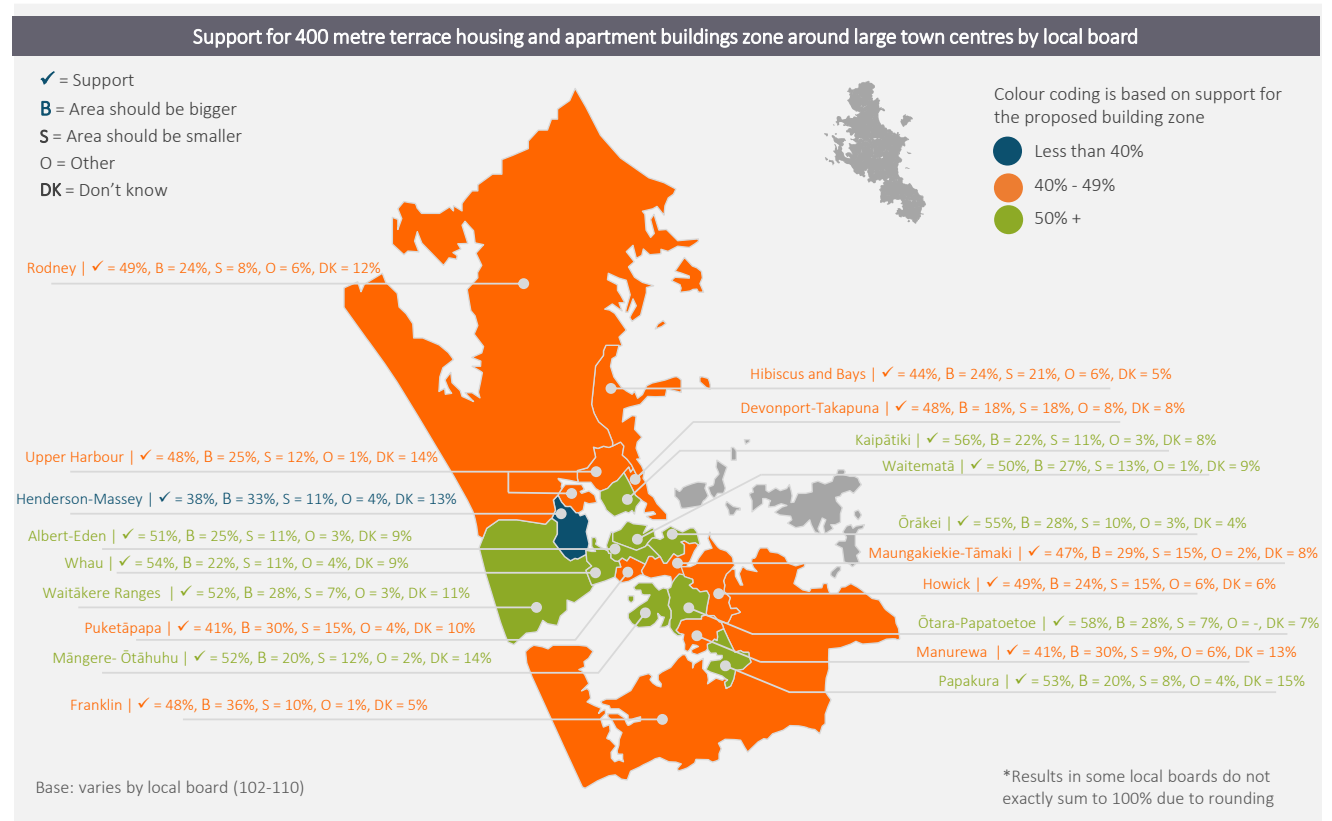 Support for 400 metre terrace housing and apartment buildings zone around large town centres by local board
✓ = Support
B = Area should be bigger
S = Area should be smaller
O = Other
DK = Don't know
Colour coding is based on support for
the proposed building zone
Less than 40%
40% - 49%
50% +
Rodney | ✓ = 49%, B = 24%, S = 8%, O = 6%, DK = 12%
Upper Harbour | ✓ = 48%, B = 25%, S = 12%, O = 1%, DK = 14%
Henderson-Massey | ✓ = 38%, B = 33%, S = 11%, O = 4%, DK = 13%
Albert-Eden | ✓ = 51%, B = 25%, S = 11%, O = 3%, DK = 9%
Whau | ✓ = 54%, B = 22%, S = 11%, O = 4%, DK = 9%
Waitākere Ranges | ✓ = 52%, B = 28%, S = 7%, O = 3%, DK = 11%
Puketāpapa | ✓ = 41%, B = 30%, S = 15%, O = 4%, DK = 10%
Māngere- Ōtāhuhu | ✓ = 52%, B = 20%, S = 12%, O = 2%, DK = 14%
Franklin | ✓ = 48%, B = 36%, S = 10%, O = 1%, DK = 5%
Hibiscus and Bays | ✓ = 44%, B = 24%, S = 21%, O = 6%, DK = 5%
Devonport-Takapuna | ✓ = 48%, B = 18%, S = 18%, O = 8%, DK = 8%
Kaipātiki | ✓ = 56%, B = 22%, S = 11%, O = 3%, DK = 8%
Waitematā | ✓ = 50%, B = 27%, S = 13%, O = 1%, DK = 9%
Ōrākei | ✓ = 55%, B = 28%, S = 10%, O = 3%, DK = 4%
Maungakiekie-Tāmaki | ✓ = 47%, B = 29%, S = 15%, O = 2%, DK = 8%
Howick | ✓ = 49%, B = 24%, S = 15%, O = 6%, DK = 6%
Ōtara-Papatoetoe | ✓ = 58%, B = 28%, S = 7%, O = -, DK = 7%
Manurewa | ✓ = 41%, B = 30%, S = 9%, O = 6%, DK = 13%
Papakura | ✓ = 53%, B = 20%, S = 8%, O = 4%, DK = 15%
Base: varies by local board (102-110)
*Results in some local boards do not
exactly sum to 100% due to rounding